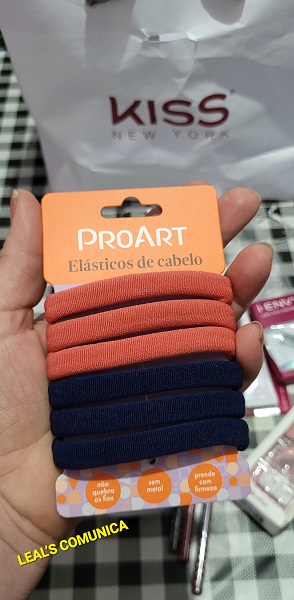 KISS
NEW YORK
PROART
Elásticos de cabelo
não
quebra
os fios
sem
metal
prende
com
firmeza
LEAL'S COMUNICA